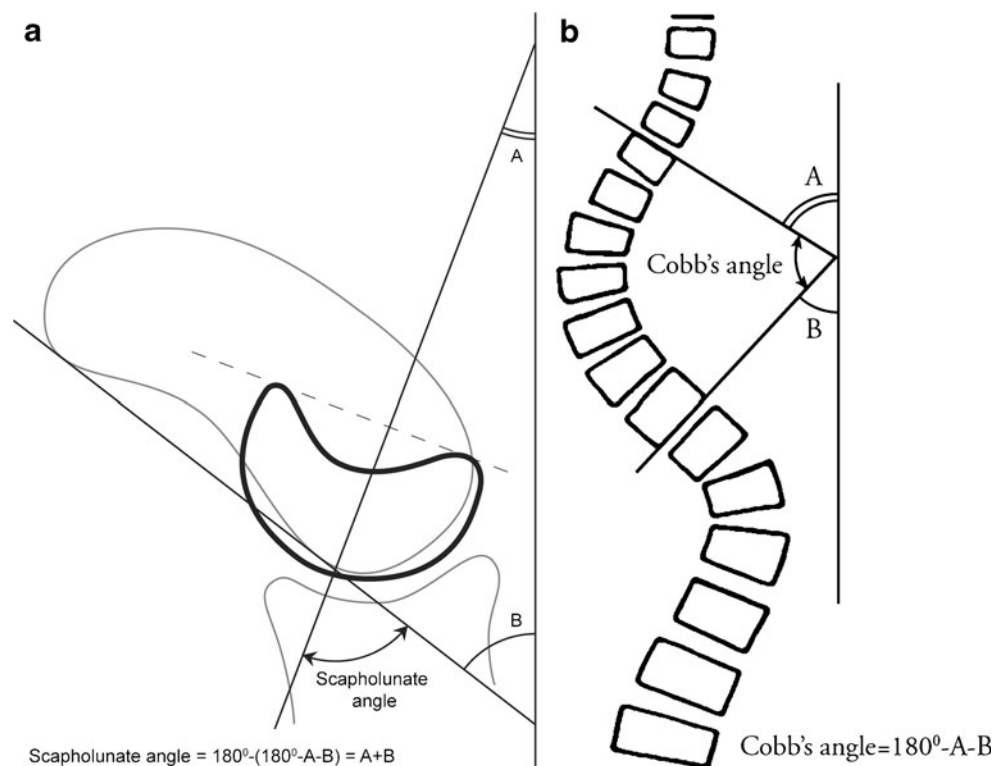 a
A
B
Scapholunate
angle
Scapholunate angle = 180⁰-(180⁰-A-B) = A+B
b
A
Cobb's angle
B
Cobb's angle=180⁰-A-B